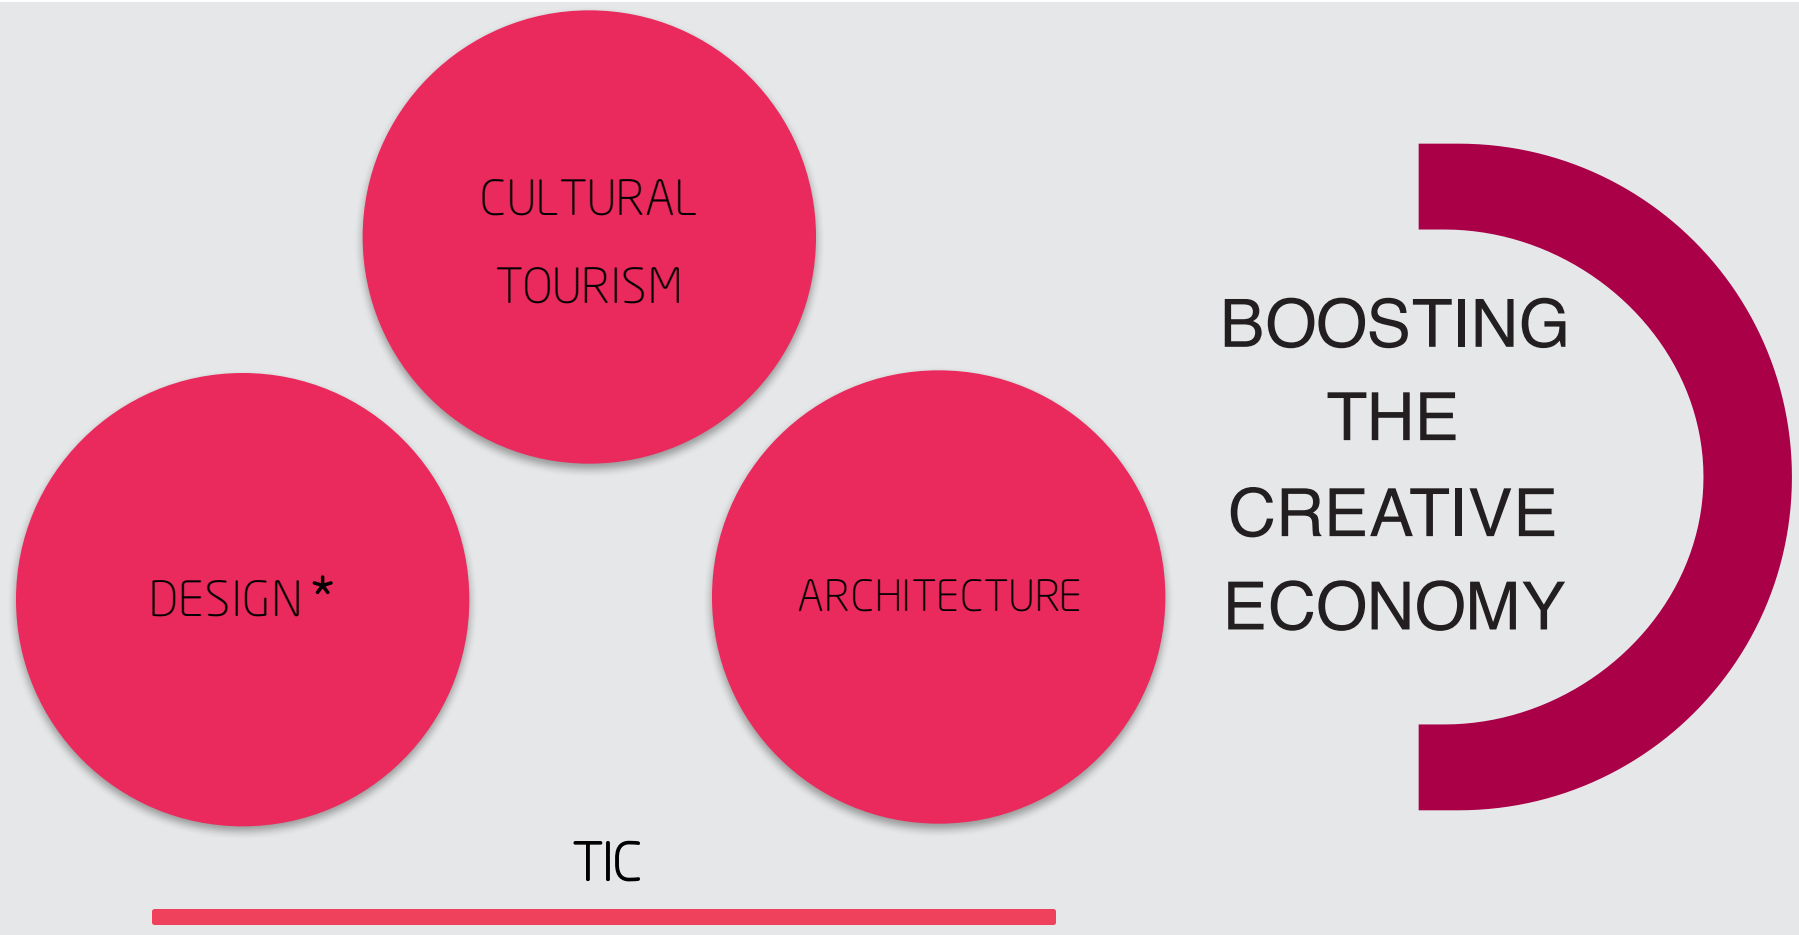 CULTURAL
TOURISM
DESIGN *
ARCHITECTURE
TIC
BOOSTING
THE
CREATIVE
ECONOMY